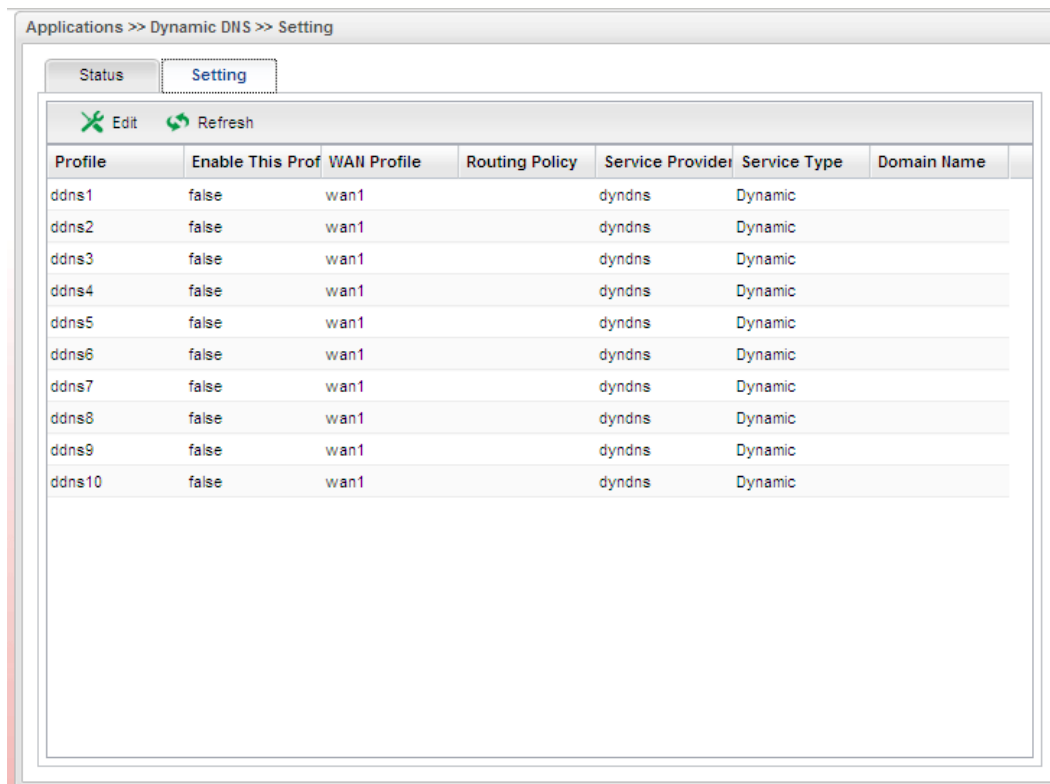 Applications >> Dynamic DNS >> Setting
Status Setting
Edit Refresh
Profile Enable This Prof WAN Profile Routing Policy Service Provider Service Type Domain Name
ddns1 false wan1 dyndns Dynamic
ddns2 false wan1 dyndns Dynamic
ddns3 false wan1 dyndns Dynamic
ddns4 false wan1 dyndns Dynamic
ddns5 false wan1 dyndns Dynamic
ddns6 false wan1 dyndns Dynamic
ddns7 false wan1 dyndns Dynamic
ddns8 false wan1 dyndns Dynamic
ddns9 false wan1 dyndns Dynamic
ddns10 false wan1 dyndns Dynamic